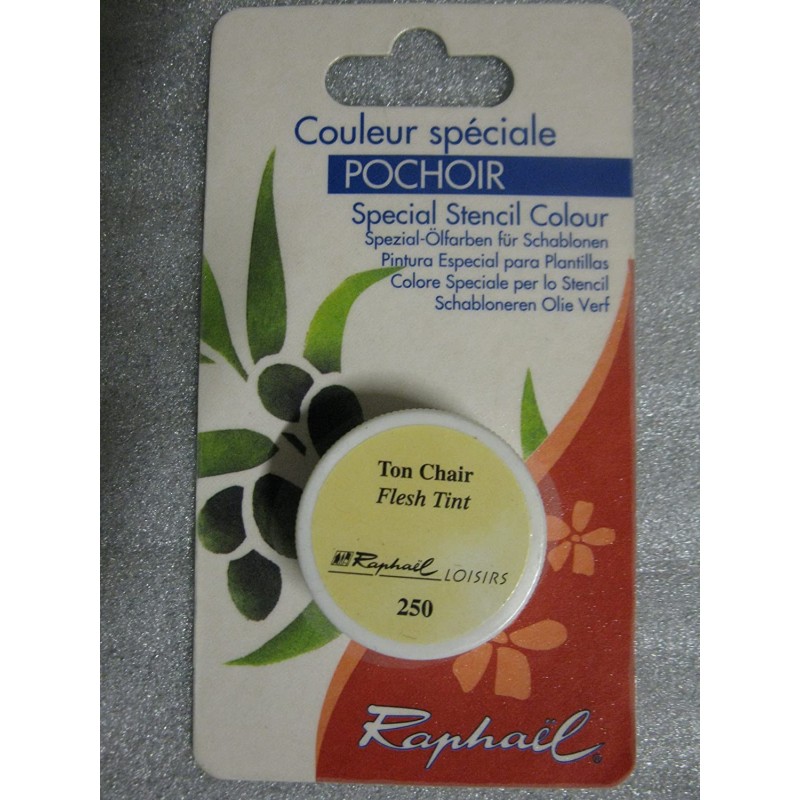 Couleur spéciale
POCHOIR
Special Stencil Colour
Spezial-Ölfarben für Schablonen
Pintura Especial para Plantillas
Colore Speciale per lo Stencil
Schabloneren Olie Verf
Ton Chair
Flesh Tint
Raphaël LOISIRS
250
Raphaël